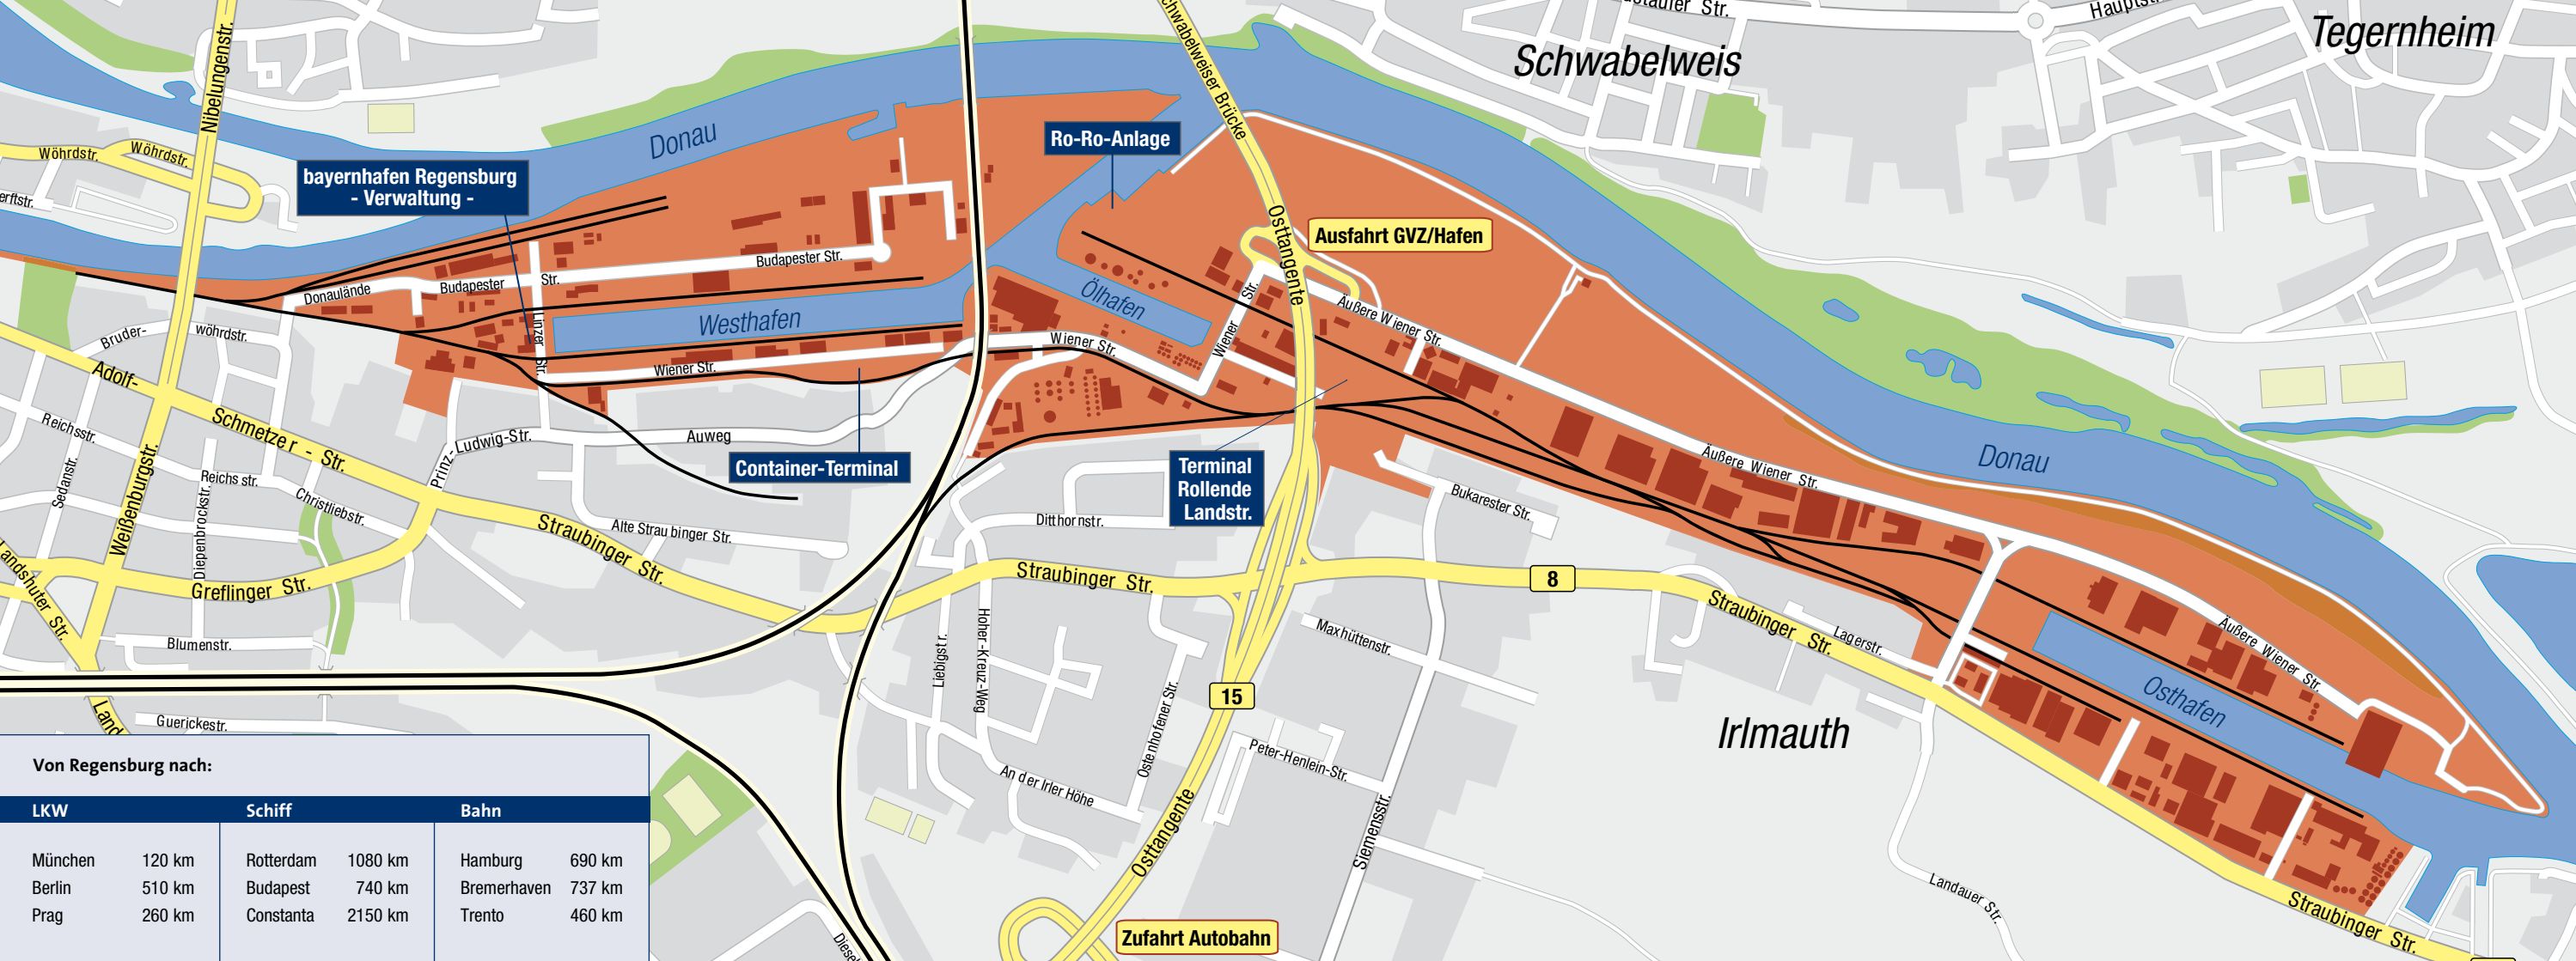 Tegernheim
Schwabelweis
Hauptstr.
Nibelungenstr.
Schwabelweiser Brücke
Donau
Wöhrdstr.
Wöhrdstr.
bayernhafen Regensburg
- Verwaltung -
Ro-Ro-Anlage
Ausfahrt GVZ/Hafen
Osttangente
Budapester Str.
Budapester
Str.
Donaulände
Linzer Str.
Westhafen
Ölhafen
Wiener Str.
Wiener Str.
Wiener Str.
Äußere Wiener Str.
Bruder-
wöhrdstr.
Adolf-
Schmetzer - Str.
Reichsstr.
Reichs str.
Sedanstr.
Weißenburgstr.
Diepenbrockstr.
Christliebstr.
Prinz-Ludwig-Str.
Auweg
Container-Terminal
Terminal
Rollende
Landstr.
Alte Straubinger Str.
Straubinger Str.
Ditthornstr.
Straubinger Str.
Bukarester Str.
Äußere Wiener Str.
Donau
8
Landshuter Str.
Greflinger Str.
Blumenstr.
Guerickestr.
Liebigstr.
Hoher-Kreuz-Weg
Ostenhofener Str.
An der Irler Höhe
15
Maxhüttenstr.
Peter-Henlein-Str.
Siemensstr.
Osttangente
Zufahrt Autobahn
Straubinger Str.
Lagerstr.
Irlmauth
Äußere Wiener Str.
Osthafen
Landauer Str.
Straubinger Str.
Von Regensburg nach:
LKW Schiff Bahn
München 120 km Rotterdam 1080 km Hamburg 690 km
Berlin 510 km Budapest 740 km Bremerhaven 737 km
Prag 260 km Constanta 2150 km Trento 460 km